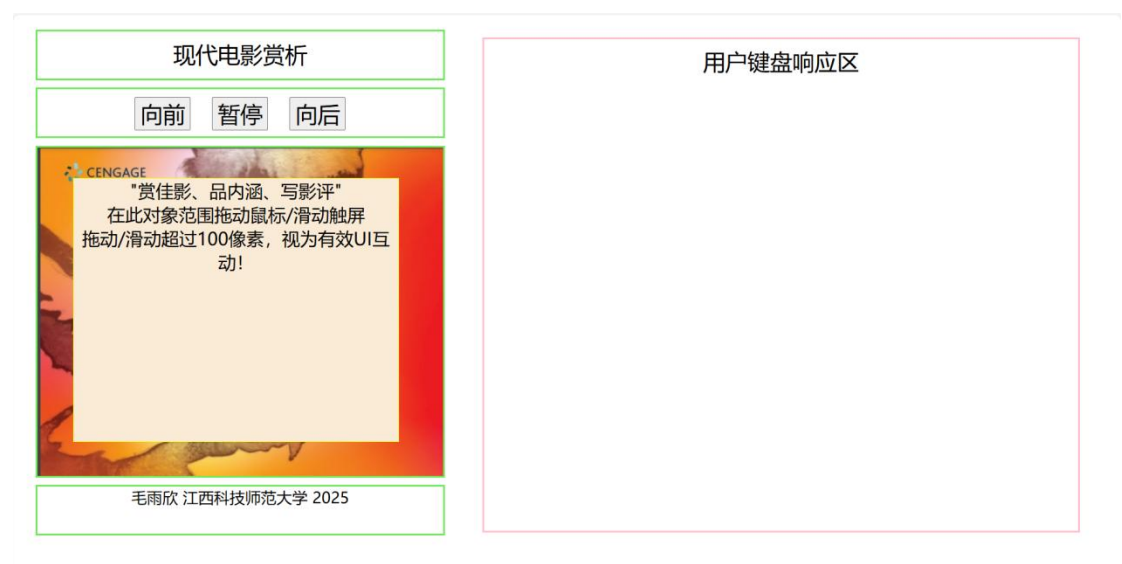 现代电影赏析
向前 暂停 向后
CENGAGE
"赏佳影、品内涵、写影评"
在此对象范围拖动鼠标/滑动触屏
拖动/滑动超过100像素，视为有效UI互
动！
毛雨欣 江西科技师范大学 2025
用户键盘响应区